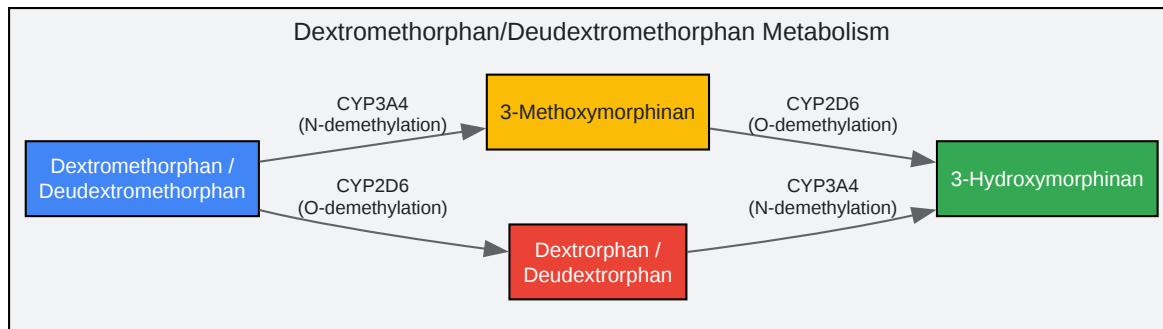 Dextromethorphan/Deudextromethorphan Metabolism
CYP3A4
(N-demethylation)
3-Methoxymorphinan
CYP2D6
(O-demethylation)
Dextromethorphan /
Deudextromethorphan
3-Hydroxymorphinan
CYP2D6
(O-demethylation)
CYP3A4
(N-demethylation)
Dextrorphan /
Deudextrorphan